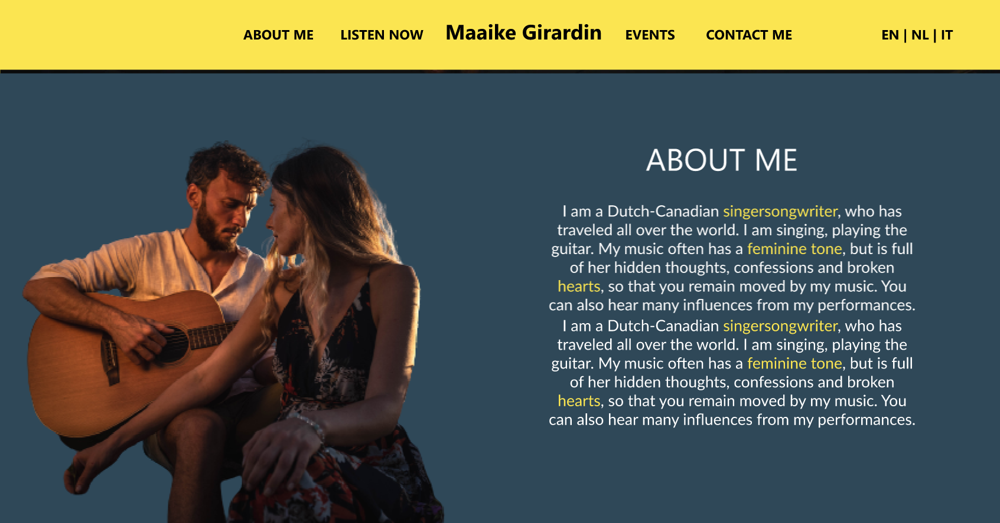 ABOUT ME LISTEN NOW Maaike Girardin EVENTS CONTACT ME EN | NL | IT
ABOUT ME
I am a Dutch-Canadian singersongwriter, who has
traveled all over the world. I am singing, playing the
guitar. My music often has a feminine tone, but is full
of her hidden thoughts, confessions and broken
hearts, so that you remain moved by my music. You
can also hear many influences from my performances.
I am a Dutch-Canadian singersongwriter, who has
traveled all over the world. I am singing, playing the
guitar. My music often has a feminine tone, but is full
of her hidden thoughts, confessions and broken
hearts, so that you remain moved by my music. You
can also hear many influences from my performances.